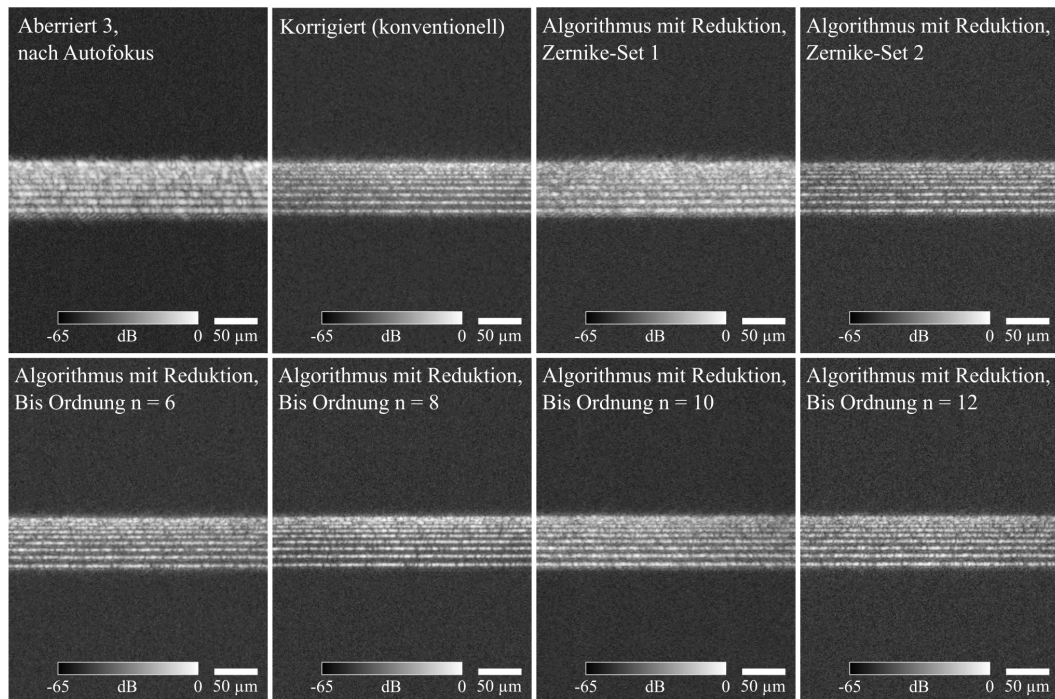 Aberriert 3,
nach Autofokus
-65 dB 0 50 µm
Korrigiert (konventionell)
-65 dB 0 50 µm
Algorithmus mit Reduktion,
Zernike-Set 1
-65 dB 0 50 µm
Algorithmus mit Reduktion,
Zernike-Set 2
-65 dB 0 50 µm
Algorithmus mit Reduktion,
Bis Ordnung n = 6
-65 dB 0 50 µm
Algorithmus mit Reduktion,
Bis Ordnung n = 8
-65 dB 0 50 µm
Algorithmus mit Reduktion,
Bis Ordnung n = 10
-65 dB 0 50 µm
Algorithmus mit Reduktion,
Bis Ordnung n = 12
-65 dB 0 50 µm